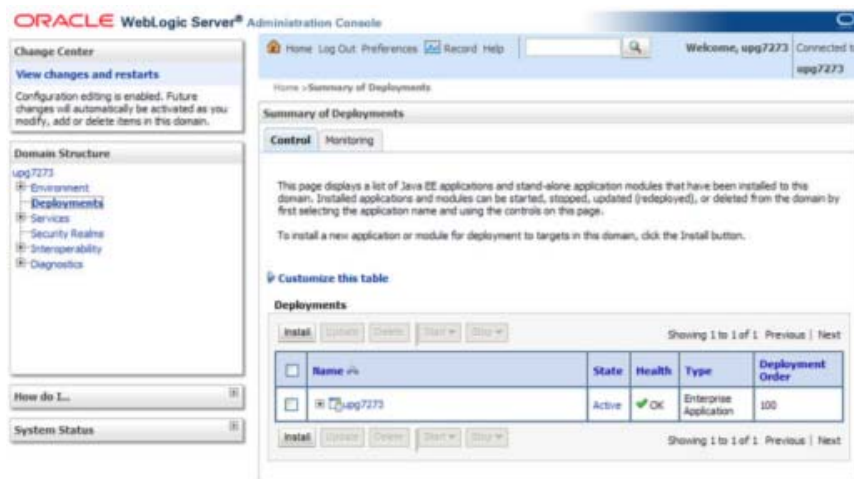 ORACLE WebLogic Server® Administration Console
Change Center
View changes and restarts
Configuration editing is enabled. Future
changes will automatically be activated as you
modify, add or delete items in this domain.
Domain Structure
upg7273
Environment
Deployments
Services
Security Realms
Interoperability
Diagnostics
How do I...
System Status
Home Log Out Preferences Record Help
Welcome, upg7273
Connected t
upg7273
Home > Summary of Deployments
Summary of Deployments
Control Monitoring
This page displays a list of Java EE applications and stand-alone application modules that have been installed to this
domain. Installed applications and modules can be started, stopped, updated (redeployed), or deleted from the domain by
first selecting the application name and using the controls on this page.
To install a new application or module for deployment to targets in this domain, click the Install button.
Customize this table
Deployments
Install Update Delete Start Stop
Showing 1 to 1 of 1 Previous | Next
Name State Health Type Deployment Order
upg7273 Active OK Enterprise Application 100
Install Update Delete Start Stop
Showing 1 to 1 of 1 Previous | Next